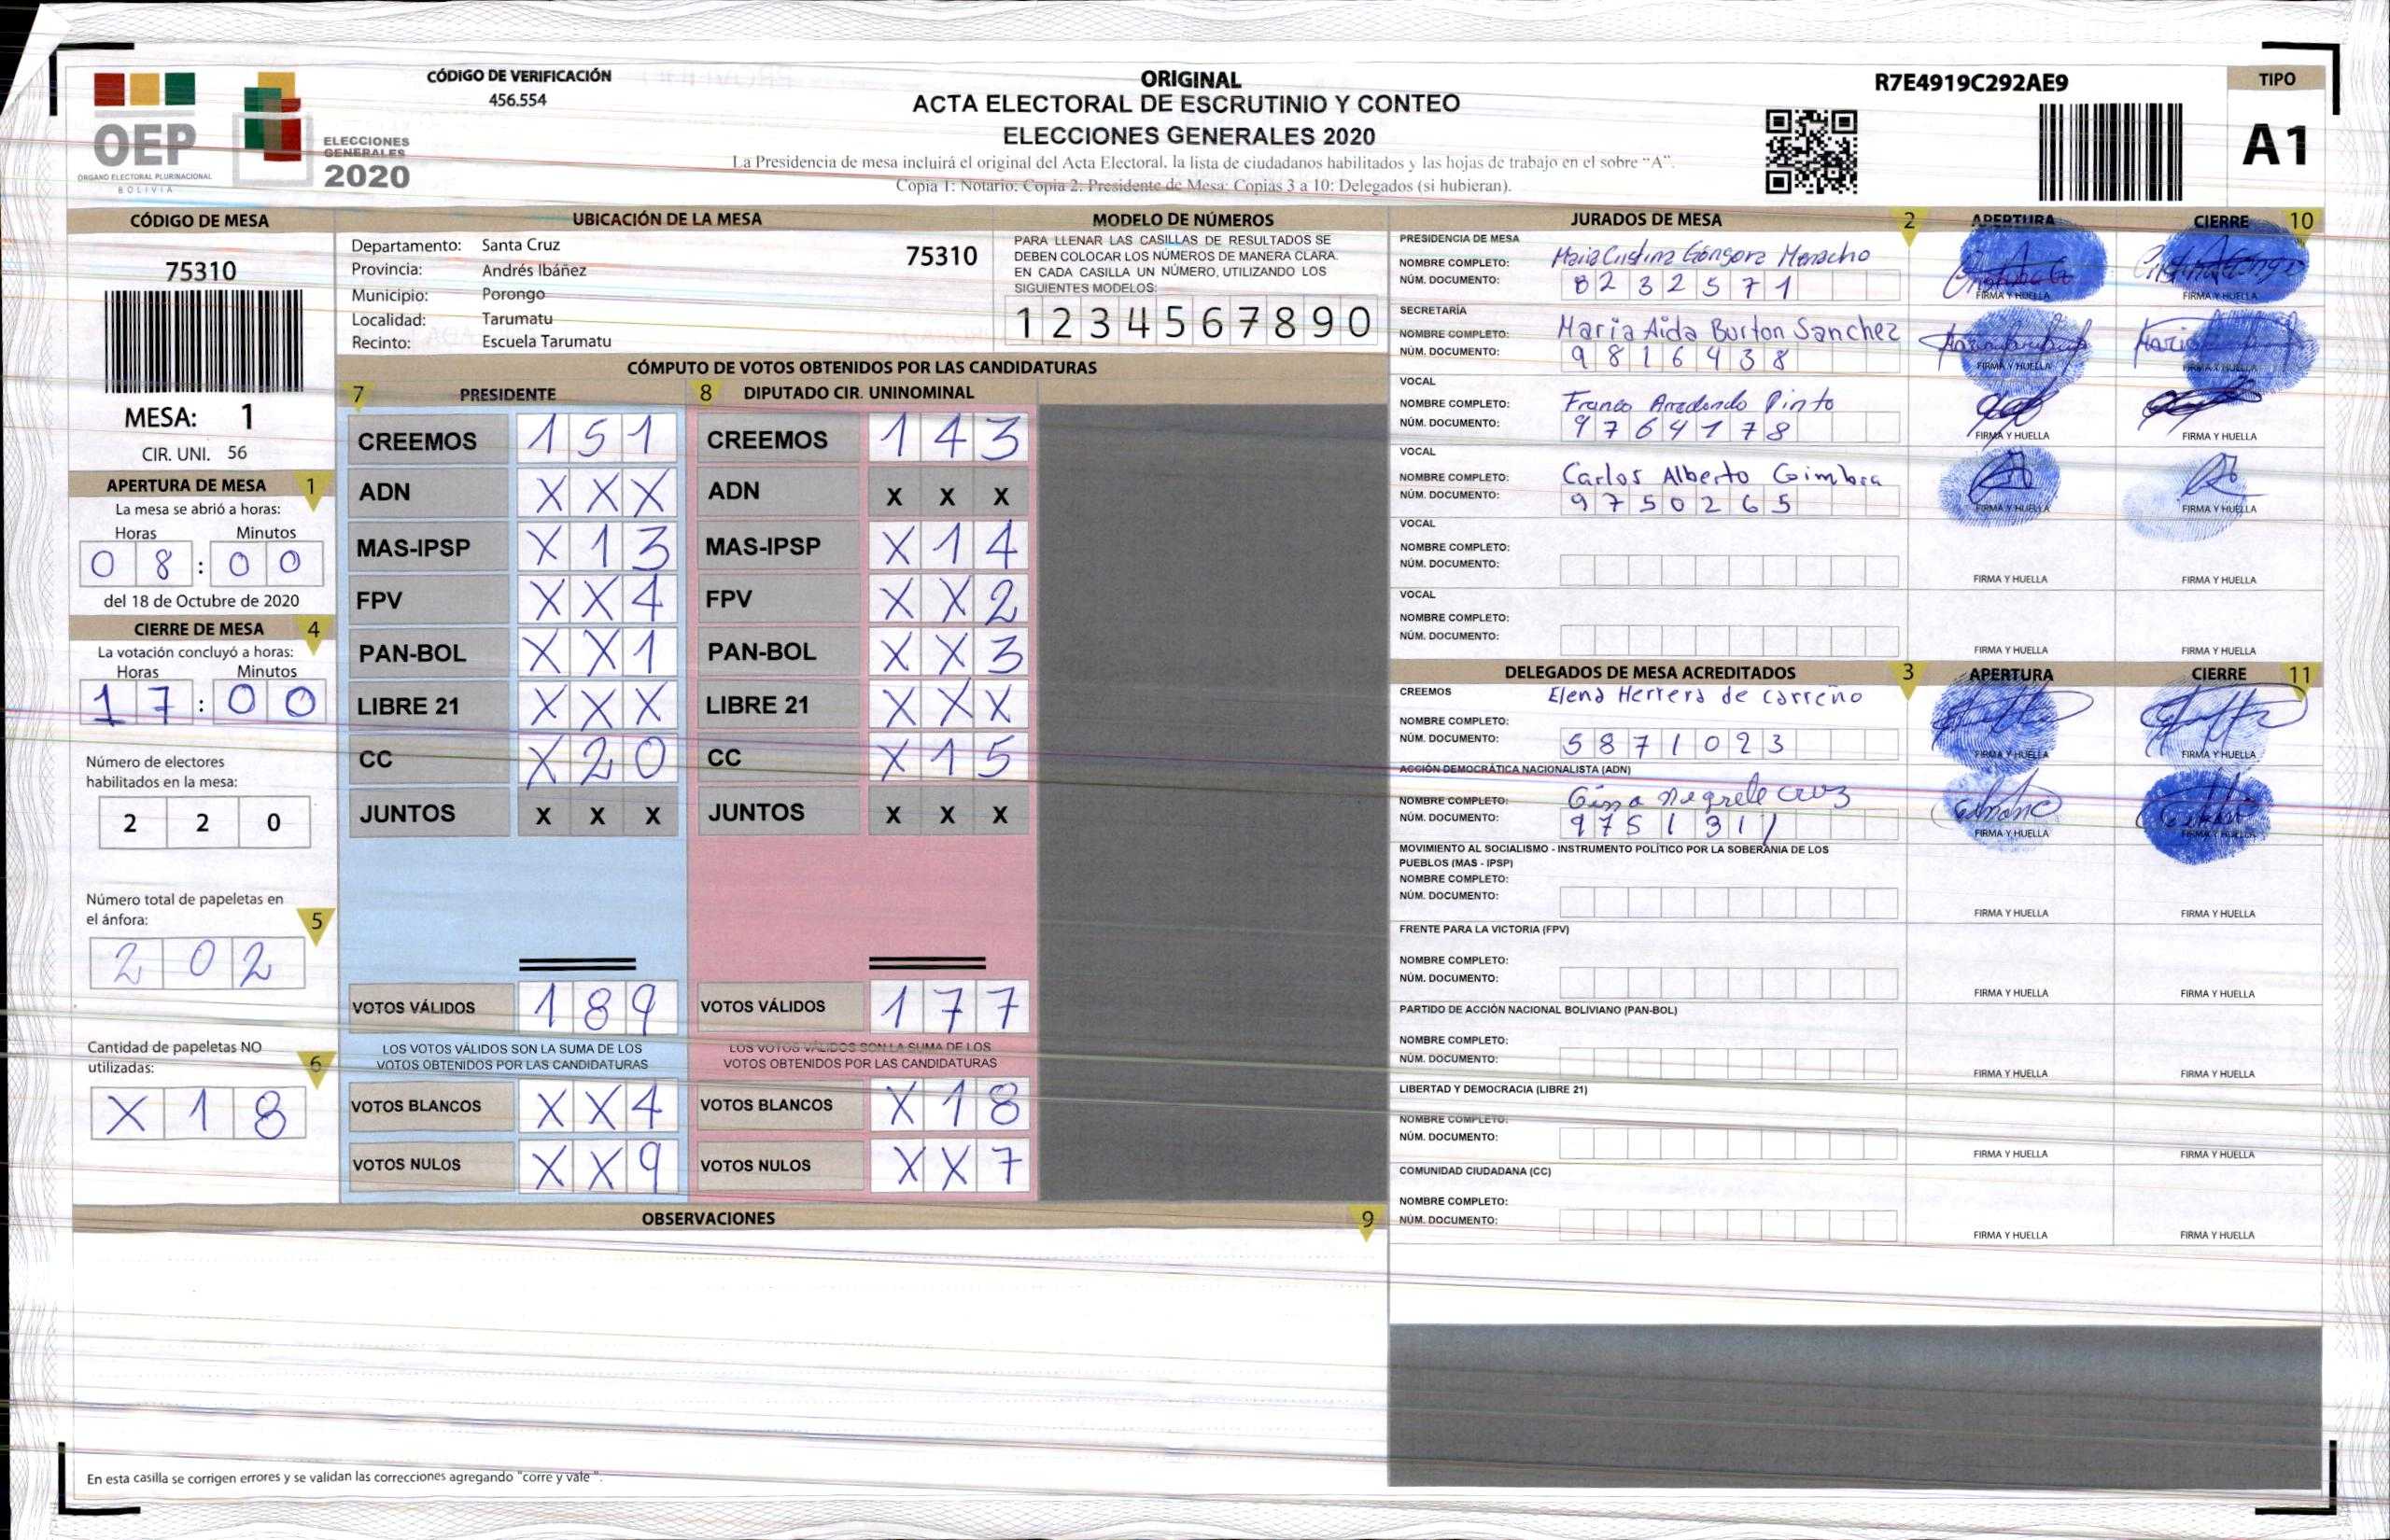 OEP
ÓRGANO ELECTORAL PLURINACIONAL
BOLIVIA
ELECCIONES
GENERALES
2020
CÓDIGO DE VERIFICACIÓN
456.554
ORIGINAL
ACTA ELECTORAL DE ESCRUTINIO Y CONTEO
ELECCIONES GENERALES 2020
La Presidencia de mesa incluirá el original del Acta Electoral, la lista de ciudadanos habilitados y las hojas de trabajo en el sobre “A”.
Copia 1: Notario; Copia 2: Presidente de Mesa; Copias 3 a 10: Delegados (si hubieran).
R7E4919C292AE9
TIPO
A1
CÓDIGO DE MESA
75310
MESA: 1
CIR. UNI. 56
APERTURA DE MESA 1
La mesa se abrió a horas:
Horas Minutos
0 8 : 0 0
del 18 de Octubre de 2020
CIERRE DE MESA 4
La votación concluyó a horas:
Horas Minutos
1 7 : 0 0
Número de electores
habilitados en la mesa:
2 2 0
Número total de papeletas en
el ánfora: 5
2 0 2
Cantidad de papeletas NO
utilizadas: 6
X 1 8
UBICACIÓN DE LA MESA
Departamento: Santa Cruz 75310
Provincia: Andrés Ibáñez
Municipio: Porongo
Localidad: Tarumatu
Recinto: Escuela Tarumatu
MODELO DE NÚMEROS
PARA LLENAR LAS CASILLAS DE RESULTADOS SE
DEBEN COLOCAR LOS NÚMEROS DE MANERA CLARA.
EN CADA CASILLA UN NÚMERO, UTILIZANDO LOS
SIGUIENTES MODELOS:
1 2 3 4 5 6 7 8 9 0
CÓMPUTO DE VOTOS OBTENIDOS POR LAS CANDIDATURAS
7 PRESIDENTE 8 DIPUTADO CIR. UNINOMINAL
CREEMOS 1 5 1 CREEMOS 1 4 3
ADN X X X ADN X X X
MAS-IPSP X 1 3 MAS-IPSP X 1 4
FPV X X 4 FPV X X 2
PAN-BOL X X 1 PAN-BOL X X 3
LIBRE 21 X X X LIBRE 21 X X X
CC X 2 0 CC X 1 5
JUNTOS X X X JUNTOS X X X
VOTOS VÁLIDOS 1 8 9 VOTOS VÁLIDOS 1 7 7
LOS VOTOS VÁLIDOS SON LA SUMA DE LOS LOS VOTOS VÁLIDOS SON LA SUMA DE LOS
VOTOS OBTENIDOS POR LAS CANDIDATURAS VOTOS OBTENIDOS POR LAS CANDIDATURAS
VOTOS BLANCOS X X 4 VOTOS BLANCOS X 1 8
VOTOS NULOS X X 9 VOTOS NULOS X X 7
OBSERVACIONES 9
En esta casilla se corrigen errores y se validan las correcciones agregando "corre y vale ".
JURADOS DE MESA 2 APERTURA CIERRE 10
PRESIDENCIA DE MESA
NOMBRE COMPLETO: Maria Cristina Góngora Menacho
NÚM. DOCUMENTO: 8 2 3 2 5 7 1
FIRMA Y HUELLA FIRMA Y HUELLA
SECRETARÍA
NOMBRE COMPLETO: Maria Aida Burton Sanchez
NÚM. DOCUMENTO: 9 8 1 6 4 3 8
FIRMA Y HUELLA FIRMA Y HUELLA
VOCAL
NOMBRE COMPLETO: Franco Arredondo Pinto
NÚM. DOCUMENTO: 9 7 6 4 1 7 8
FIRMA Y HUELLA FIRMA Y HUELLA
VOCAL
NOMBRE COMPLETO: Carlos Alberto Coimbra
NÚM. DOCUMENTO: 9 7 5 0 2 6 5
FIRMA Y HUELLA FIRMA Y HUELLA
VOCAL
NOMBRE COMPLETO:
NÚM. DOCUMENTO:
FIRMA Y HUELLA FIRMA Y HUELLA
VOCAL
NOMBRE COMPLETO:
NÚM. DOCUMENTO:
FIRMA Y HUELLA FIRMA Y HUELLA
DELEGADOS DE MESA ACREDITADOS 3 APERTURA CIERRE 11
CREEMOS
Elena Herrera de Carreño
NOMBRE COMPLETO:
NÚM. DOCUMENTO: 5 8 7 1 0 2 3
FIRMA Y HUELLA FIRMA Y HUELLA
ACCIÓN DEMOCRÁTICA NACIONALISTA (ADN)
NOMBRE COMPLETO: Gina Negrete Cruz
NÚM. DOCUMENTO: 9 7 5 1 3 1 1
FIRMA Y HUELLA FIRMA Y HUELLA
MOVIMIENTO AL SOCIALISMO - INSTRUMENTO POLÍTICO POR LA SOBERANÍA DE LOS
PUEBLOS (MAS - IPSP)
NOMBRE COMPLETO:
NÚM. DOCUMENTO:
FIRMA Y HUELLA FIRMA Y HUELLA
FRENTE PARA LA VICTORIA (FPV)
NOMBRE COMPLETO:
NÚM. DOCUMENTO:
FIRMA Y HUELLA FIRMA Y HUELLA
PARTIDO DE ACCIÓN NACIONAL BOLIVIANO (PAN-BOL)
NOMBRE COMPLETO:
NÚM. DOCUMENTO:
FIRMA Y HUELLA FIRMA Y HUELLA
LIBERTAD Y DEMOCRACIA (LIBRE 21)
NOMBRE COMPLETO:
NÚM. DOCUMENTO:
FIRMA Y HUELLA FIRMA Y HUELLA
COMUNIDAD CIUDADANA (CC)
NOMBRE COMPLETO:
NÚM. DOCUMENTO:
FIRMA Y HUELLA FIRMA Y HUELLA